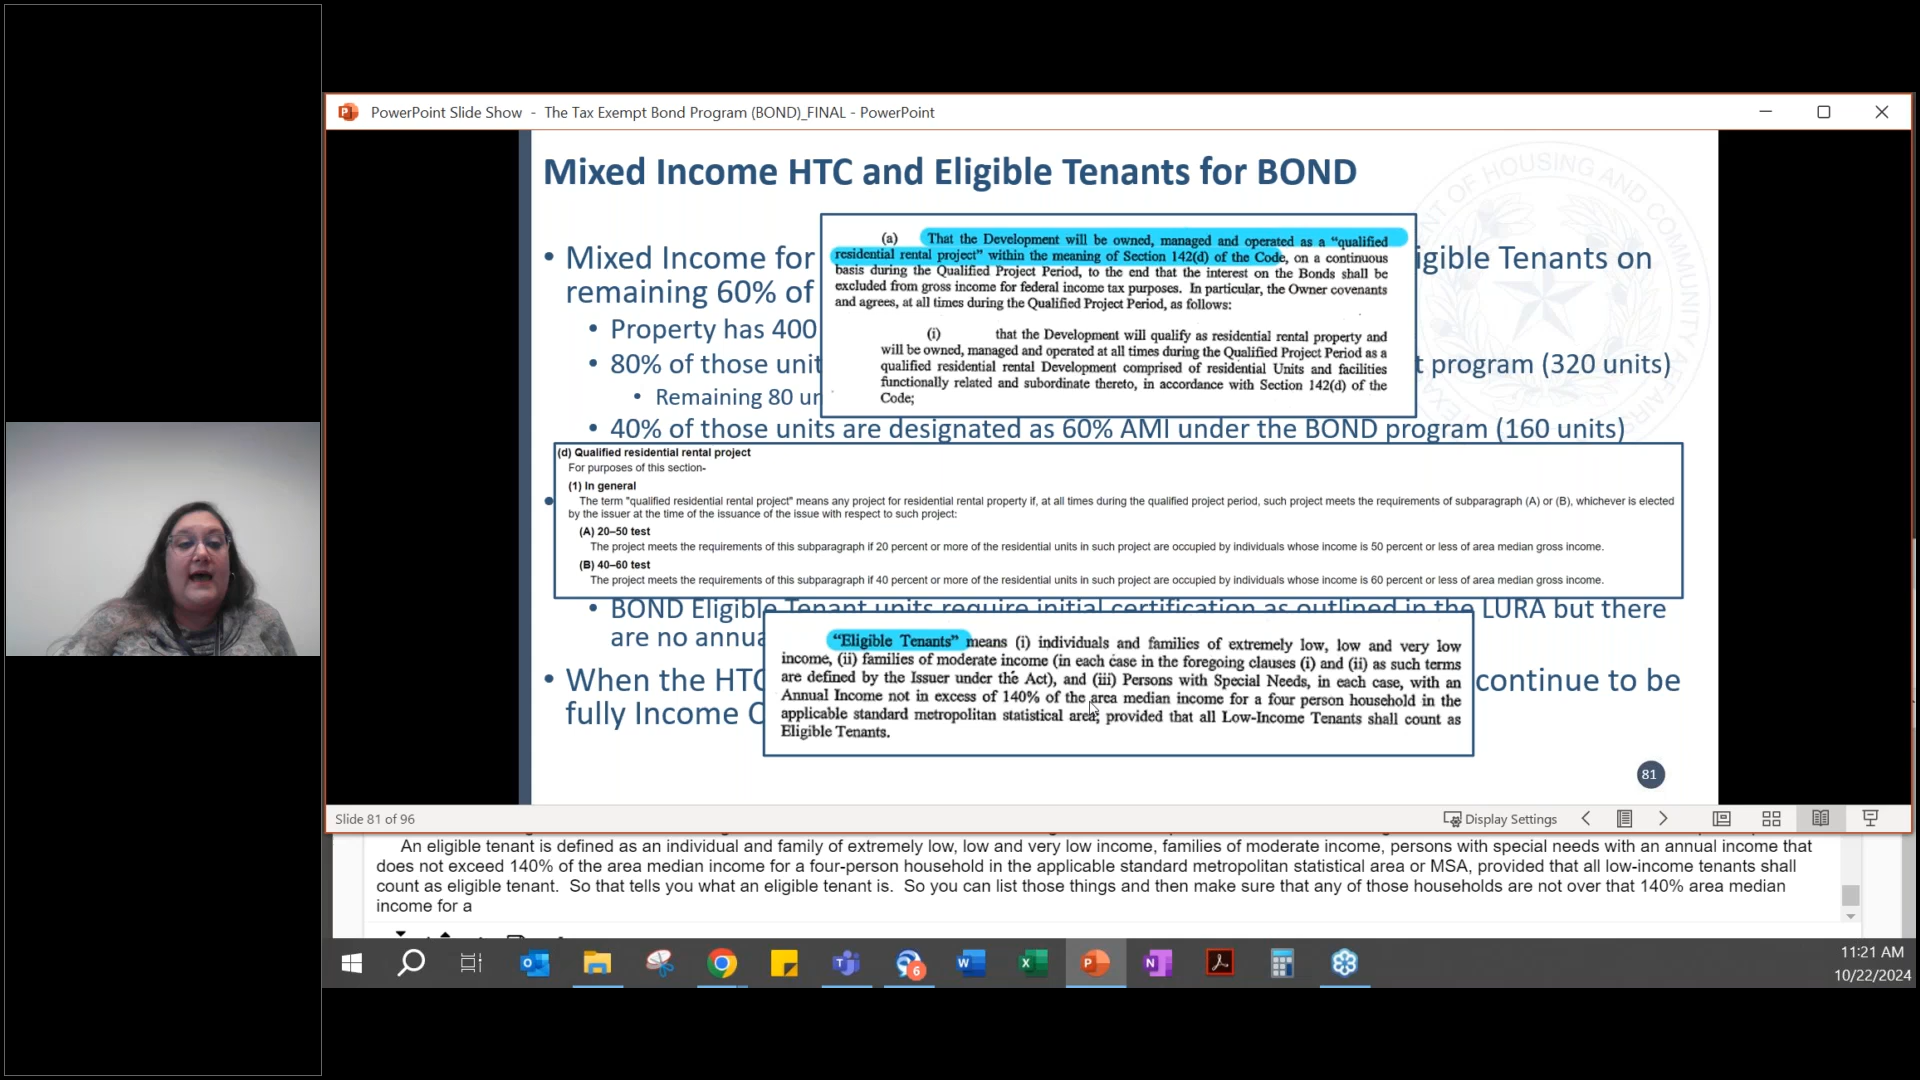 PowerPoint Slide Show - The Tax Exempt Bond Program (BOND)_FINAL - PowerPoint
Mixed Income HTC and Eligible Tenants for BOND
• Mixed Income for
igible Tenants on
remaining 60% of
• Property has 400
• 80% of those unit
t program (320 units)
• Remaining 80 ur
• 40% of those units are designated as 60% AMI under the BOND program (160 units)
(a) That the Development will be owned, managed and operated as a “qualified
residential rental project” within the meaning of Section 142(d) of the Code, on a continuous
basis during the Qualified Project Period, to the end that the interest on the Bonds shall be
excluded from gross income for federal income tax purposes. In particular, the Owner covenants
and agrees, at all times during the Qualified Project Period, as follows:
(i) that the Development will qualify as residential rental property and
will be owned, managed and operated at all times during the Qualified Project Period as a
qualified residential rental Development comprised of residential Units and facilities
functionally related and subordinate thereto, in accordance with Section 142(d) of the
Code;
(d) Qualified residential rental project
For purposes of this section-
(1) In general
The term "qualified residential rental project" means any project for residential rental property if, at all times during the qualified project period, such project meets the requirements of subparagraph (A) or (B), whichever is elected
by the issuer at the time of the issuance of the issue with respect to such project:
(A) 20–50 test
The project meets the requirements of this subparagraph if 20 percent or more of the residential units in such project are occupied by individuals whose income is 50 percent or less of area median gross income.
(B) 40–60 test
The project meets the requirements of this subparagraph if 40 percent or more of the residential units in such project are occupied by individuals whose income is 60 percent or less of area median gross income.
• BOND Eligible Tenant units require initial certification as outlined in the LURA but there
are no annua
“Eligible Tenants” means (i) individuals and families of extremely low, low and very low
income, (ii) families of moderate income (in each case in the foregoing clauses (i) and (ii) as such terms
are defined by the Issuer under the Act), and (iii) Persons with Special Needs, in each case, with an
Annual Income not in excess of 140% of the area median income for a four person household in the
applicable standard metropolitan statistical area; provided that all Low-Income Tenants shall count as
Eligible Tenants.
• When the HTC
continue to be
fully Income C
81
Slide 81 of 96
Display Settings
An eligible tenant is defined as an individual and family of extremely low, low and very low income, families of moderate income, persons with special needs with an annual income that
does not exceed 140% of the area median income for a four-person household in the applicable standard metropolitan statistical area or MSA, provided that all low-income tenants shall
count as eligible tenant. So that tells you what an eligible tenant is. So you can list those things and then make sure that any of those households are not over that 140% area median
income for a
11:21 AM
10/22/2024